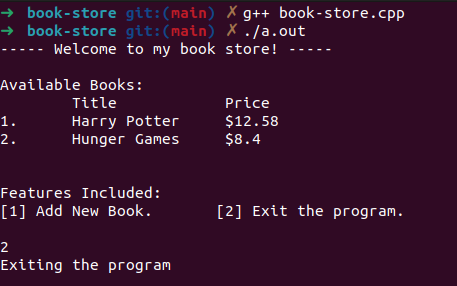 ➜ book-store git:(main) ✗ g++ book-store.cpp
➜ book-store git:(main) ✗ ./a.out
----- Welcome to my book store! -----
Available Books:
Title Price
1. Harry Potter $12.58
2. Hunger Games $8.4
Features Included:
[1] Add New Book. [2] Exit the program.
2
Exiting the program